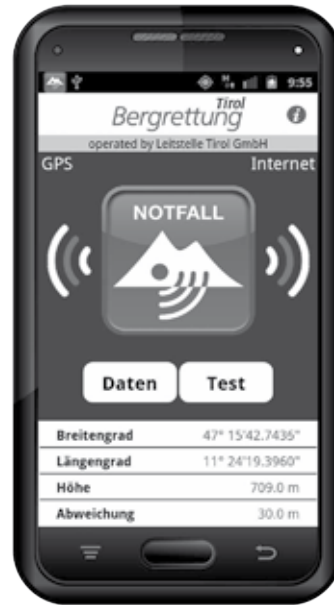 9:55
Bergrettung Tirol
operated by Leitstelle Tirol GmbH
GPS Internet
NOTFALL
Daten Test
Breitengrad 47° 15'42.7436"
Längengrad 11° 24'19.3960"
Höhe 709.0 m
Abweichung 30.0 m